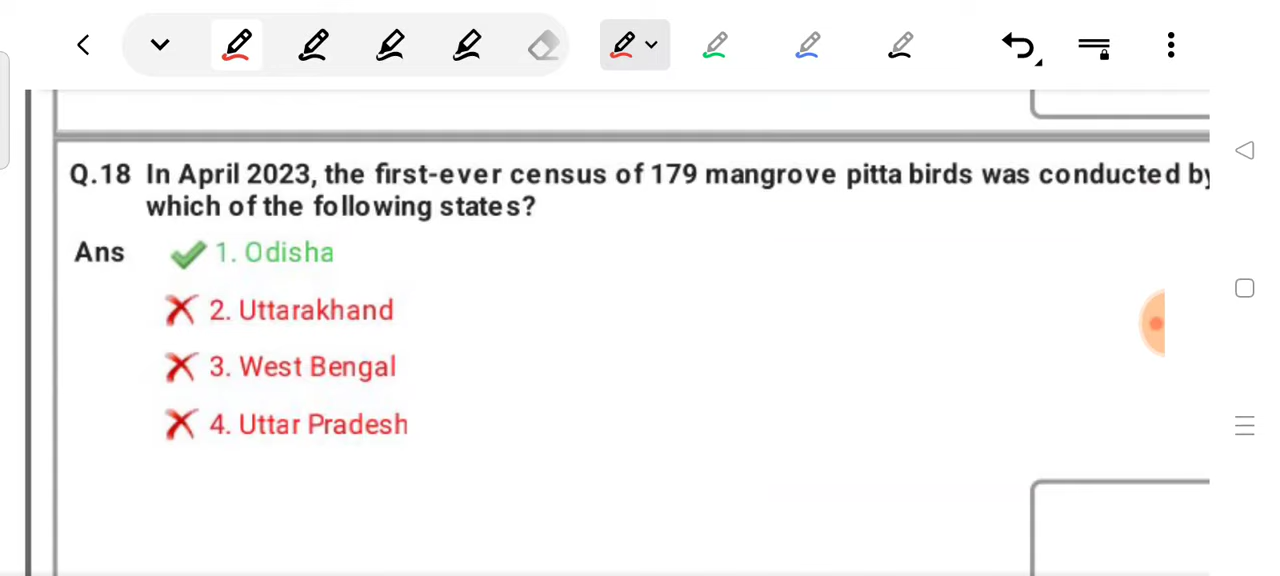 Q.18 In April 2023, the first-ever census of 179 mangrove pitta birds was conducted by
which of the following states?
Ans 1. Odisha
2. Uttarakhand
3. West Bengal
4. Uttar Pradesh